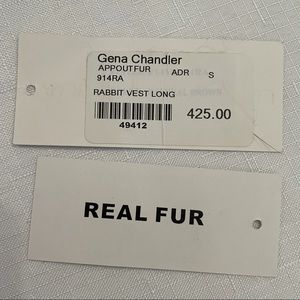 Gena Chandler
APPOUTFUR ADR S
914RA
RABBIT VEST LONG
49412 425.00
REAL FUR